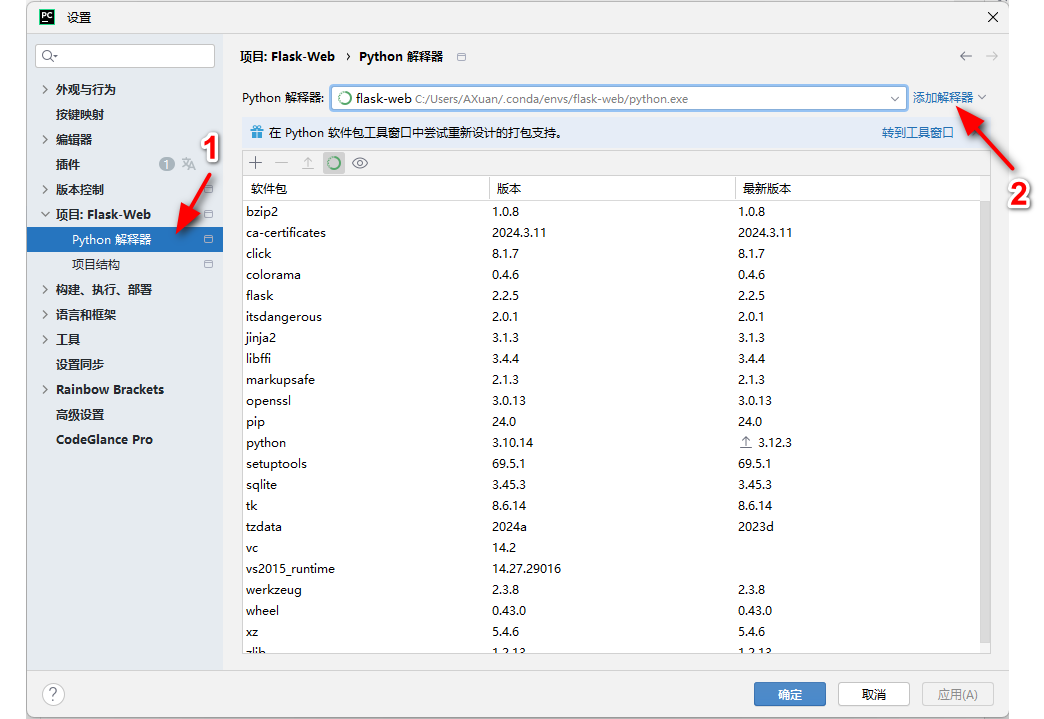 PC 设置
项目: Flask-Web › Python 解释器
外观与行为
按键映射
编辑器
插件 1
版本控制
项目: Flask-Web
Python 解释器
项目结构
构建、执行、部署
语言和框架
工具
设置同步
Rainbow Brackets
高级设置
CodeGlance Pro
1
Python 解释器: flask-web C:/Users/AXuan/.conda/envs/flask-web/python.exe 添加解释器
2
在 Python 软件包工具窗口中尝试重新设计的打包支持。 转到工具窗口
软件包 版本 最新版本
bzip2 1.0.8 1.0.8
ca-certificates 2024.3.11 2024.3.11
click 8.1.7 8.1.7
colorama 0.4.6 0.4.6
flask 2.2.5 2.2.5
itsdangerous 2.0.1 2.0.1
jinja2 3.1.3 3.1.3
libffi 3.4.4 3.4.4
markupsafe 2.1.3 2.1.3
openssl 3.0.13 3.0.13
pip 24.0 24.0
python 3.10.14 3.12.3
setuptools 69.5.1 69.5.1
sqlite 3.45.3 3.45.3
tk 8.6.14 8.6.14
tzdata 2024a 2023d
vc 14.2
vs2015_runtime 14.27.29016
werkzeug 2.3.8 2.3.8
wheel 0.43.0 0.43.0
xz 5.4.6 5.4.6
zlib 1.2.13 1.2.13
? 确定 取消 应用(A)